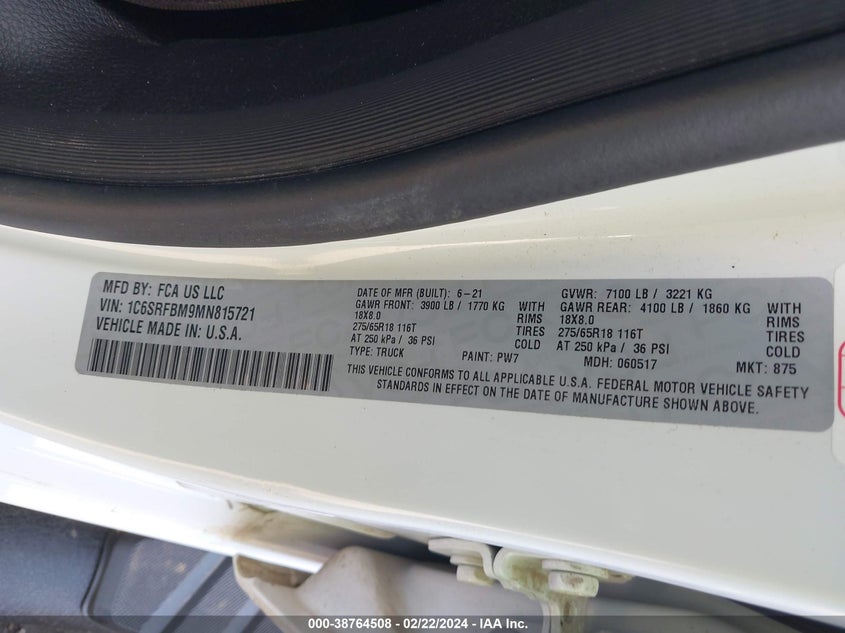 MFD BY: FCA US LLC
VIN: 1C6SRFBM9MN815721
VEHICLE MADE IN U.S.A.
DATE OF MFR (BUILT): 6-21
GAWR FRONT: 3900 LB / 1770 KG WITH
18X8.0 RIMS
275/65R18 116T TIRES
AT 250 kPa / 36 PSI COLD
TYPE: TRUCK PAINT: PW7
GVWR: 7100 LB / 3221 KG
GAWR REAR: 4100 LB / 1860 KG WITH
18X8.0 RIMS
275/65R18 116T TIRES
AT 250 kPa / 36 PSI COLD
MDH: 060517 MKT: 875
THIS VEHICLE CONFORMS TO ALL APPLICABLE U.S.A. FEDERAL MOTOR VEHICLE SAFETY
STANDARDS IN EFFECT ON THE DATE OF MANUFACTURE SHOWN ABOVE.
000-38764508 - 02/22/2024 - IAA Inc.